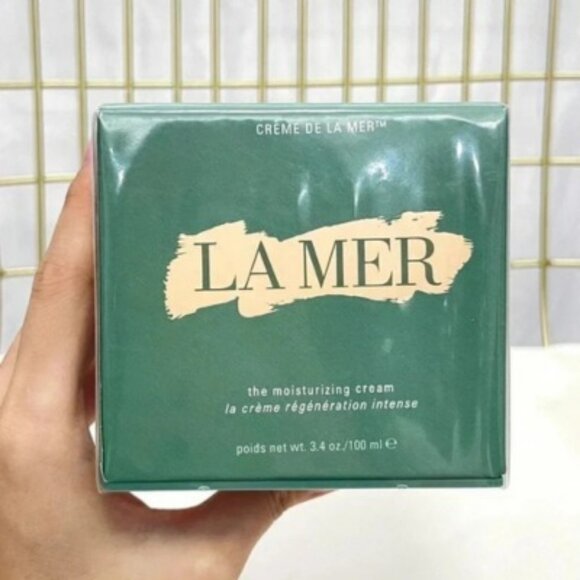 CRÈME DE LA MER™
LA MER
the moisturizing cream
la crème régénération intense
poids net wt. 3.4 oz./100 ml ℮